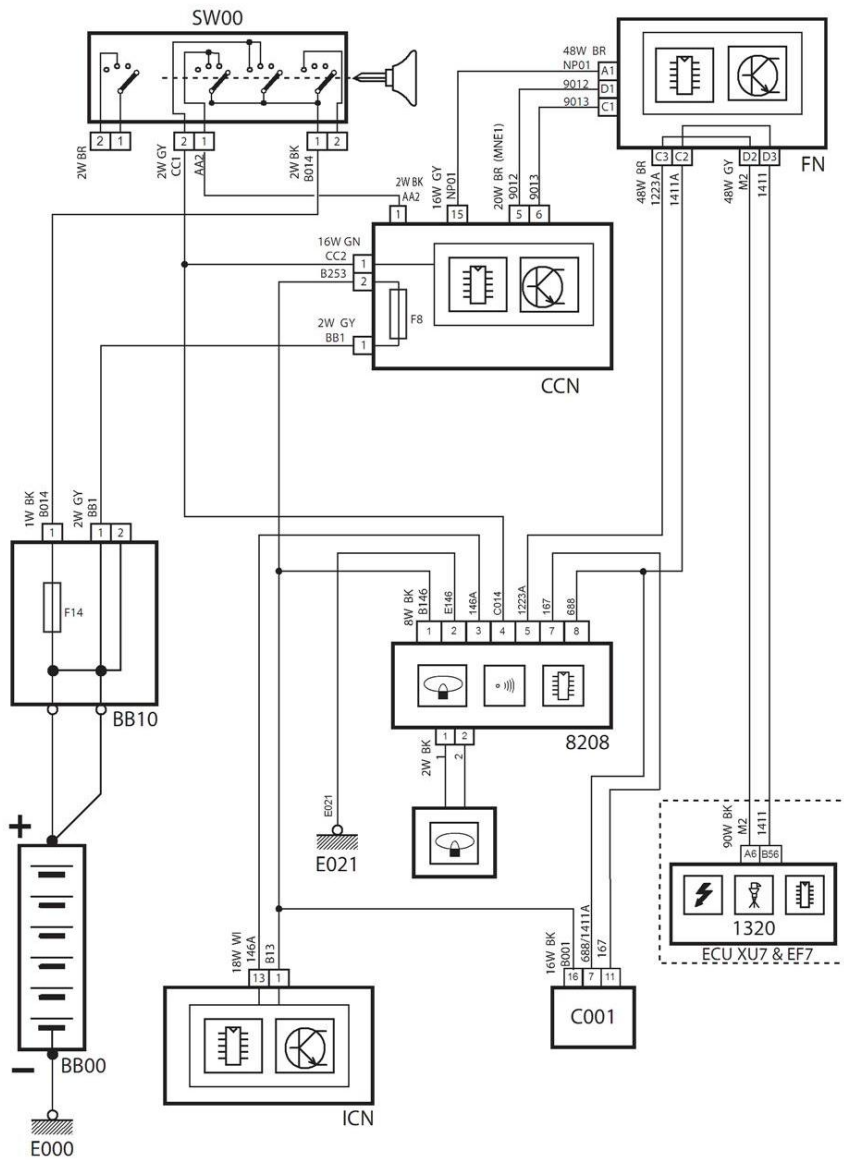 SW00
2 1
2W BR
2 1
2W GY
CC1
AA2
1 2
2W BK
B014
48W BR
NP01
A1
9012
D1
9013
C1
FN
C3 C2
48W BR
1223A
1411A
D2 D3
48W GY
M2
1411
2W BK
AA2
1
16W GY
NP01
15
20W BR (MNE1)
9012
9013
5 6
16W GN
CC2
1
B253
2
2W GY
BB1
1
F8
CCN
1W BK
B014
1
2W GY
BB1
1 2
F14
BB10
8W BK
B146
E146
146A
C014
1223A
167
688
1 2 3 4 5 7 8
8208
1 2
2W BK
1
2
E021
E021
+
−
BB00
E000
18W WI
146A
B13
13 1
ICN
16W BK
B001
688/1411A
167
16 7 11
C001
90W BK
M2
1411
A6 B56
1320
ECU XU7 & EF7